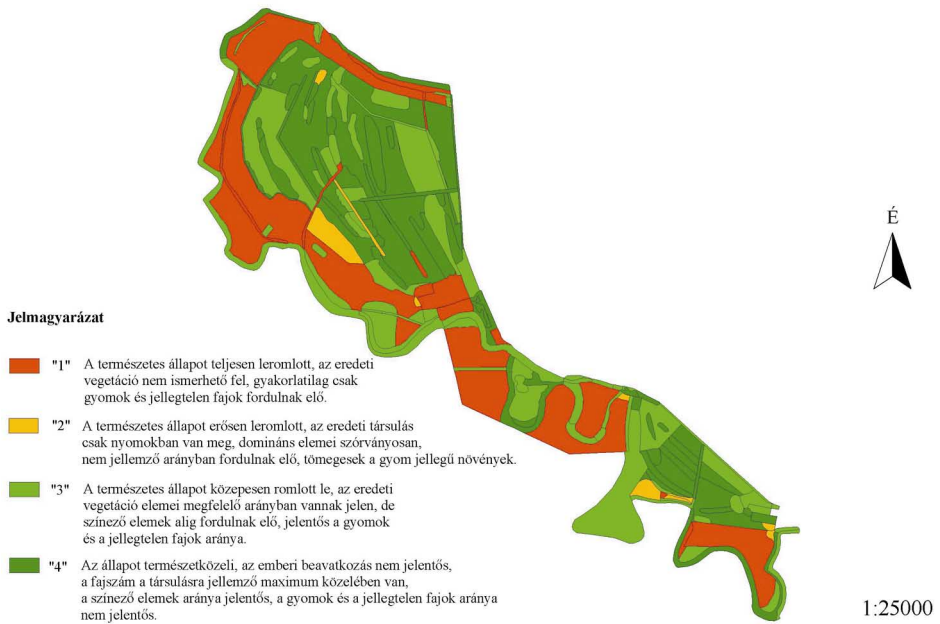 É
Jelmagyarázat
"1" A természetes állapot teljesen leromlott, az eredeti
vegetáció nem ismerhető fel, gyakorlatilag csak
gyomok és jellegtelen fajok fordulnak elő.
"2" A természetes állapot erősen leromlott, az eredeti társulás
csak nyomokban van meg, domináns elemei szórványosan,
nem jellemző arányban fordulnak elő, tömegesek a gyom jellegű növények.
"3" A természetes állapot közepesen romlott le, az eredeti
vegetáció elemei megfelelő arányban vannak jelen, de
színező elemek alig fordulnak elő, jelentős a gyomok
és a jellegtelen fajok aránya.
"4" Az állapot természetközeli, az emberi beavatkozás nem jelentős,
a fajszám a társulásra jellemző maximum közelében van,
a színező elemek aránya jelentős, a gyomok és a jellegtelen fajok aránya
nem jelentős.
1:25000